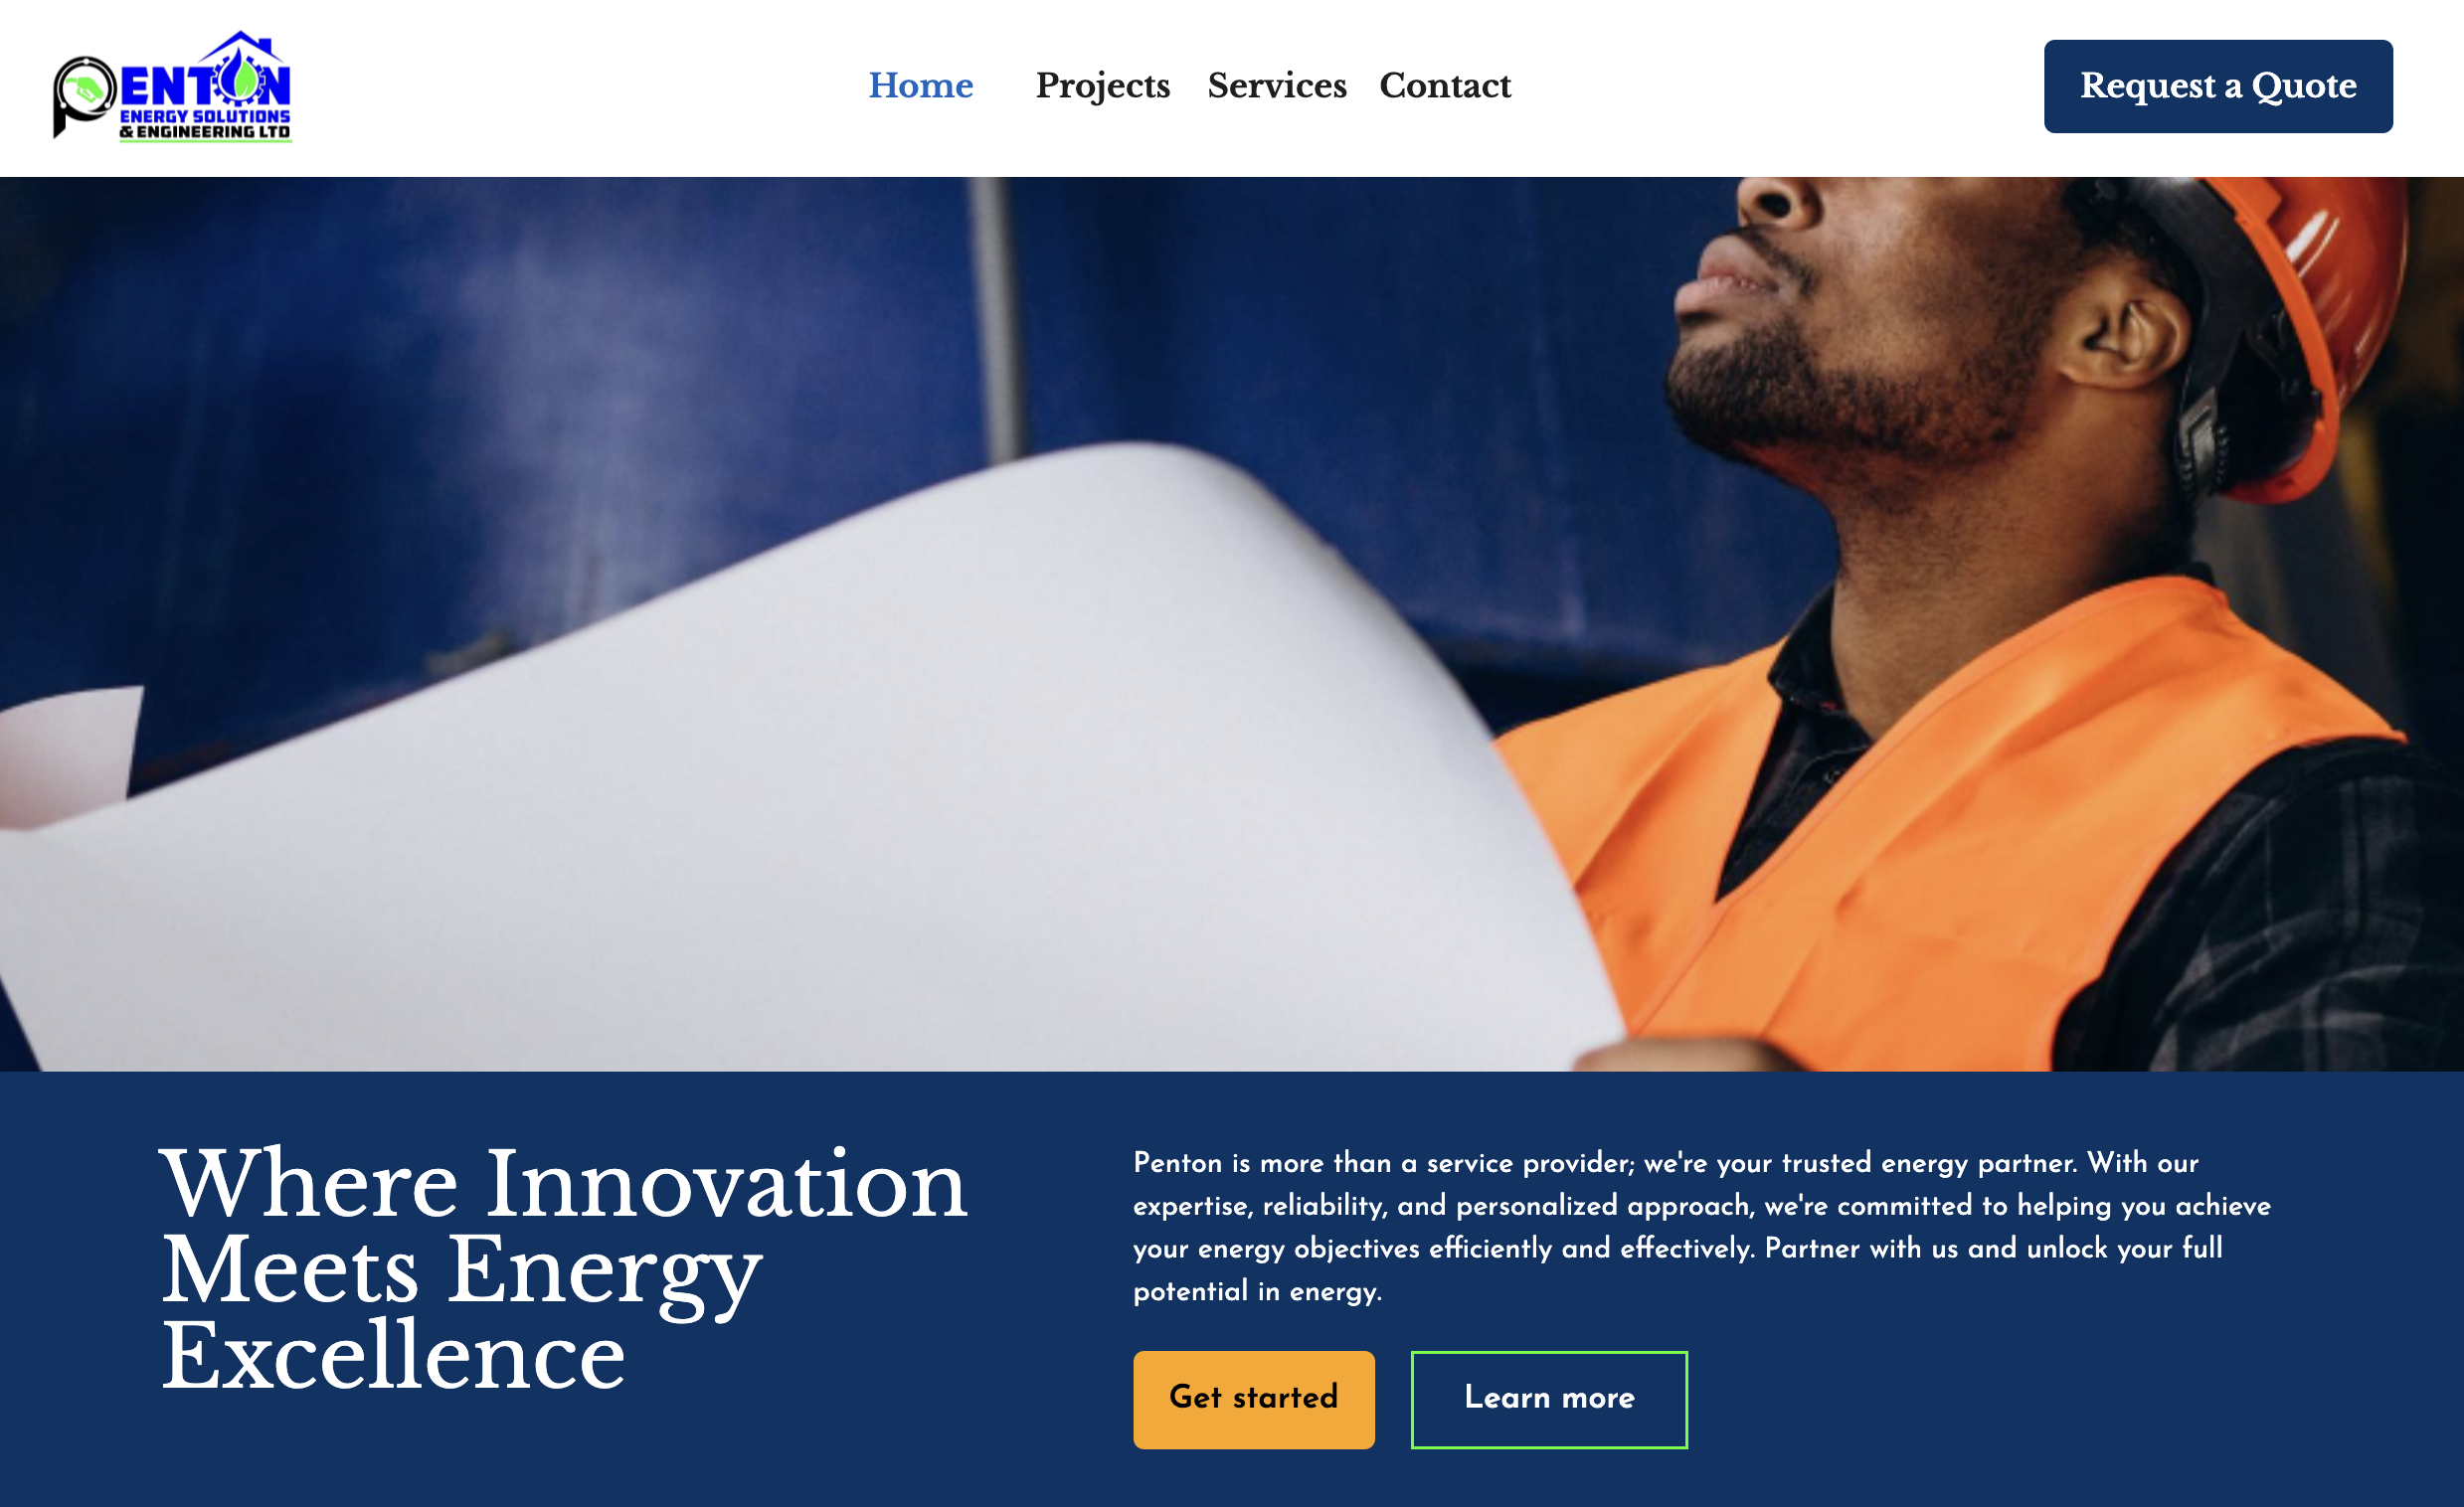 PENTON
ENERGY SOLUTIONS
& ENGINEERING LTD
Home Projects Services Contact
Request a Quote
Where Innovation
Meets Energy
Excellence
Penton is more than a service provider; we're your trusted energy partner. With our
expertise, reliability, and personalized approach, we're committed to helping you achieve
your energy objectives efficiently and effectively. Partner with us and unlock your full
potential in energy.
Get started
Learn more